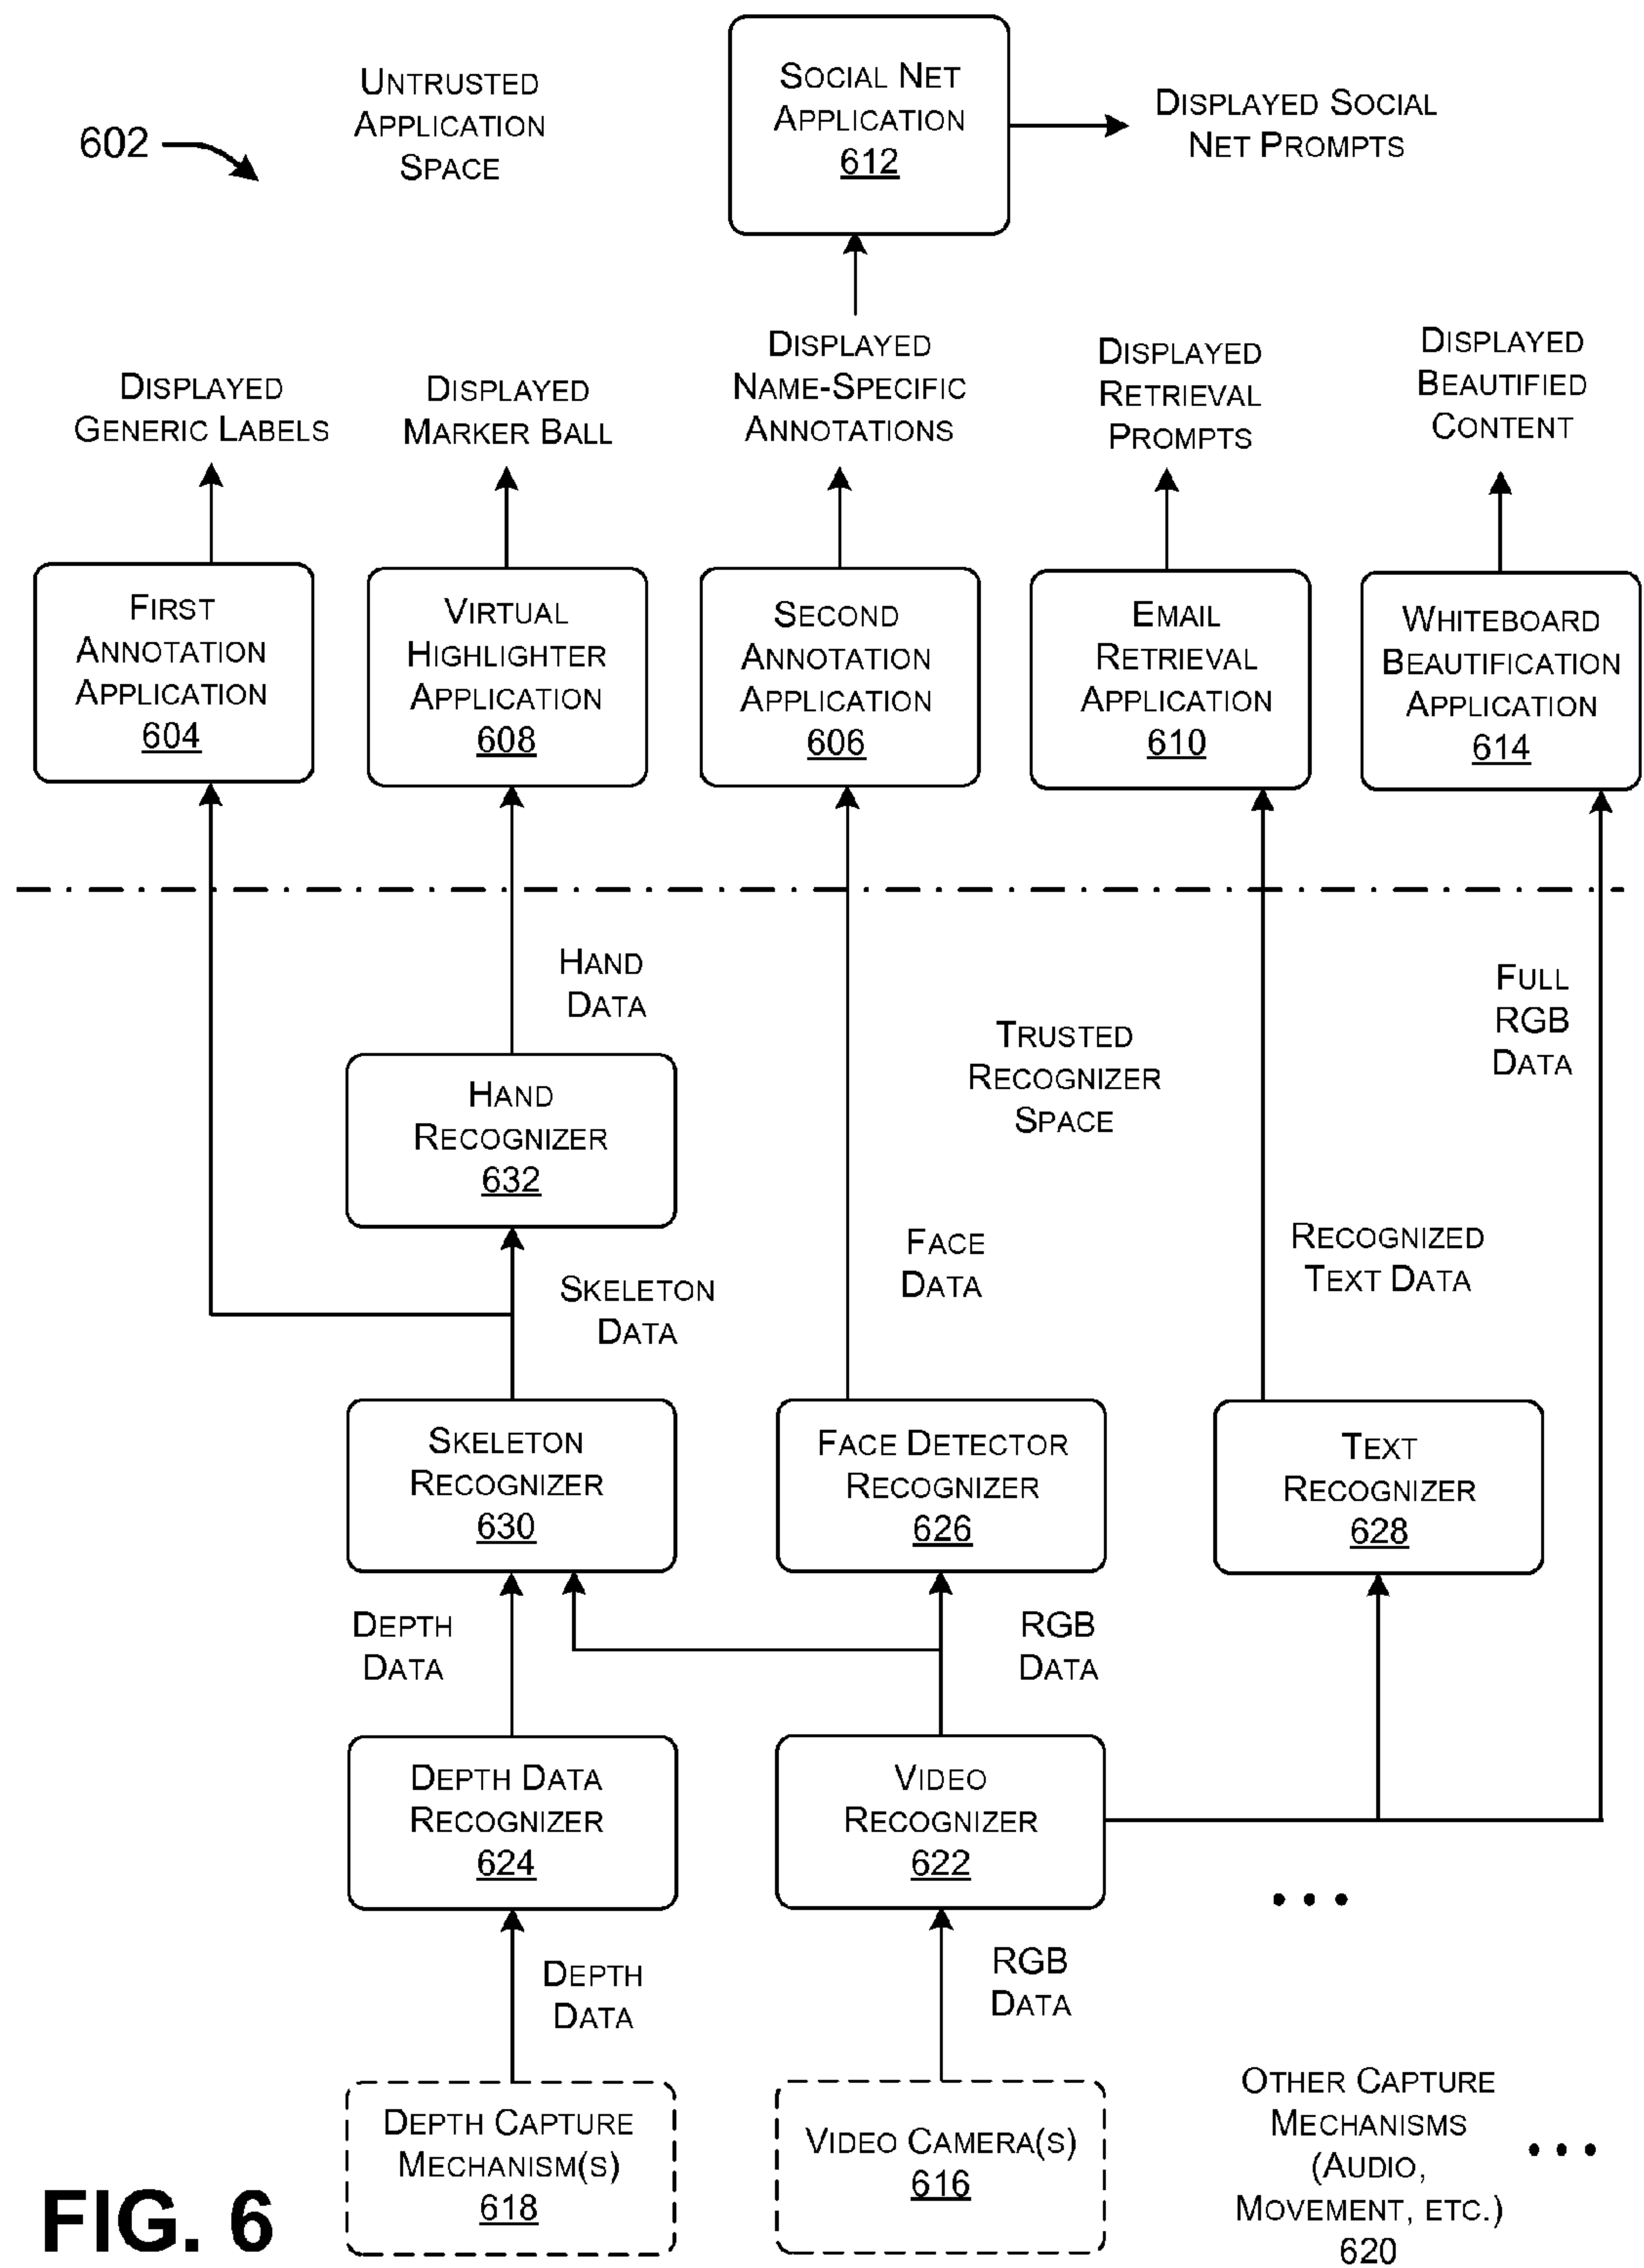 UNTRUSTED
APPLICATION
SPACE
602
SOCIAL NET
APPLICATION
612
DISPLAYED SOCIAL
NET PROMPTS
DISPLAYED
GENERIC LABELS
DISPLAYED
MARKER BALL
DISPLAYED
NAME-SPECIFIC
ANNOTATIONS
DISPLAYED
RETRIEVAL
PROMPTS
DISPLAYED
BEAUTIFIED
CONTENT
FIRST
ANNOTATION
APPLICATION
604
VIRTUAL
HIGHLIGHTER
APPLICATION
608
SECOND
ANNOTATION
APPLICATION
606
EMAIL
RETRIEVAL
APPLICATION
610
WHITEBOARD
BEAUTIFICATION
APPLICATION
614
HAND
DATA
FULL
RGB
DATA
TRUSTED
RECOGNIZER
SPACE
HAND
RECOGNIZER
632
SKELETON
DATA
FACE
DATA
RECOGNIZED
TEXT DATA
SKELETON
RECOGNIZER
630
FACE DETECTOR
RECOGNIZER
626
TEXT
RECOGNIZER
628
DEPTH
DATA
RGB
DATA
DEPTH DATA
RECOGNIZER
624
VIDEO
RECOGNIZER
622
• • •
DEPTH
DATA
RGB
DATA
DEPTH CAPTURE
MECHANISM(S)
618
VIDEO CAMERA(S)
616
OTHER CAPTURE
MECHANISMS
(AUDIO,
MOVEMENT, ETC.)
620
• • •
FIG. 6